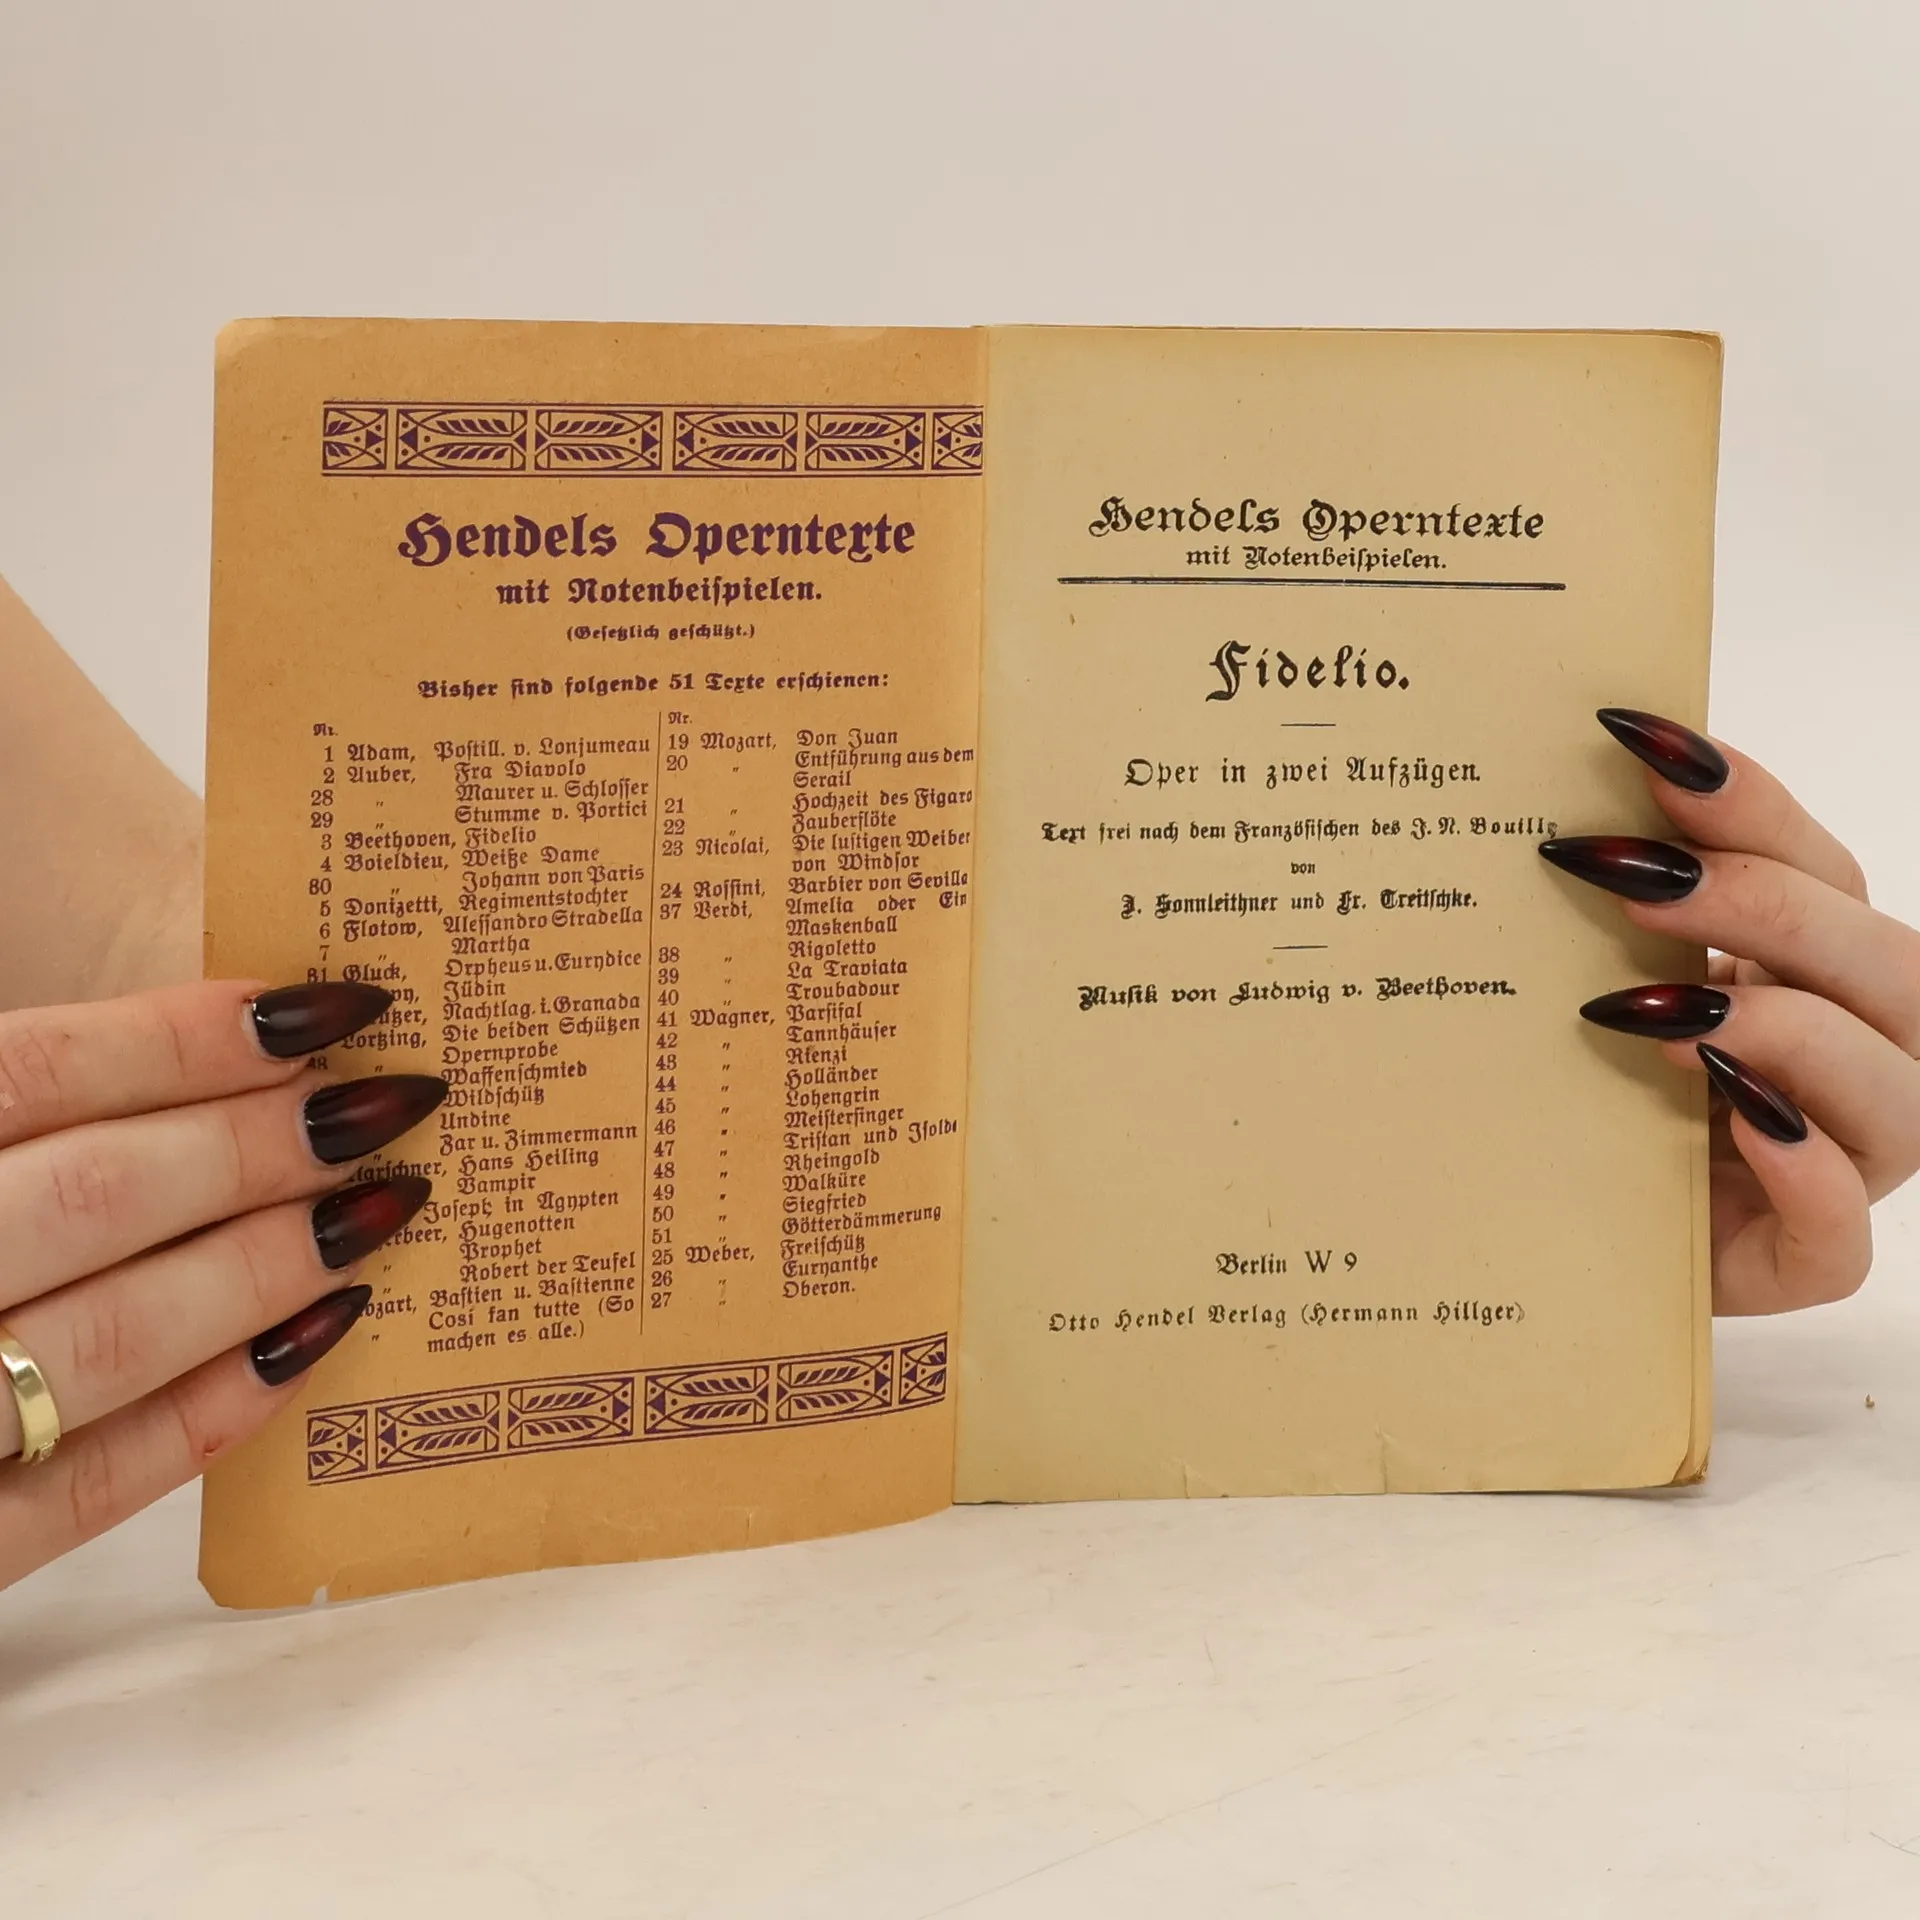 Hendels Operntexte
mit Notenbeiſpielen.
(Geſetzlich geſchützt.)
Bisher ſind folgende 51 Texte erſchienen:
Nr.
1 Adam, Poſtill. v. Lonjumeau
2 Auber, Fra Diavolo
28 „ Maurer u. Schloſſer
29 „ Stumme v. Portici
3 Beethoven, Fidelio
4 Boieldieu, Weiße Dame
30 „ Johann von Paris
5 Donizetti, Regimentstochter
6 Flotow, Aleſſandro Stradella
7 „ Martha
31 Gluck, Orpheus u. Eurydice
Jüdin
Nachtlag. i. Granada
Lortzing, Die beiden Schützen
„ Opernprobe
Waffenſchmied
Wildſchütz
Undine
„ Zar u. Zimmermann
Hans Heiling
Vampir
Joſeph in Ägypten
Hugenotten
„ Prophet
„ Robert der Teufel
Baſtien u. Baſtienne
„ Coſi fan tutte (So
machen es alle.)
Nr.
19 Mozart, Don Juan
20 „ Entführung aus dem
Serail
21 „ Hochzeit des Figaro
22 „ Zauberflöte
23 Nicolai, Die luſtigen Weiber
von Windſor
24 Roſſini, Barbier von Sevilla
37 Verdi, Amelia oder Ein
Maskenball
38 „ Rigoletto
39 „ La Traviata
40 „ Troubadour
41 Wagner, Parſifal
42 „ Tannhäuſer
43 „ Rienzi
44 „ Holländer
45 „ Lohengrin
46 „ Meiſterſinger
47 „ Triſtan und Iſolde
48 „ Rheingold
49 „ Walküre
50 „ Siegfried
51 „ Götterdämmerung
25 Weber, Freiſchütz
26 „ Euryanthe
27 „ Oberon.
Hendels Operntexte
mit Notenbeiſpielen.
Fidelio.
Oper in zwei Aufzügen.
Text frei nach dem Franzöſiſchen des J. N. Bouilly
von
J. Sonnleithner und Fr. Treitſchke.
Muſik von Ludwig v. Beethoven.
Berlin W 9
Otto Hendel Verlag (Hermann Hillger)